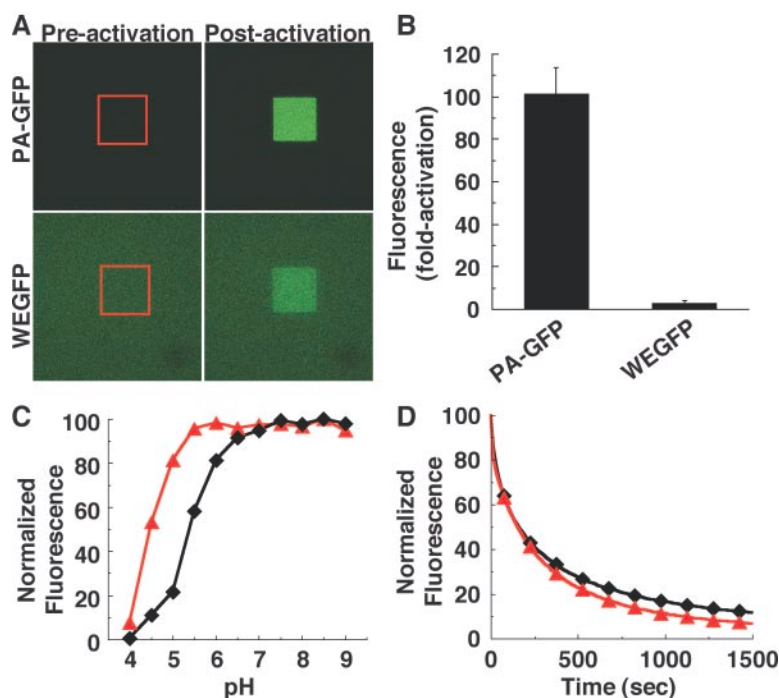 A
Pre-activation Post-activation
PA-GFP
WEGFP
B
Fluorescence
(fold-activation)
120
100
80
60
40
20
0
PA-GFP
WEGFP
C
Normalized
Fluorescence
100
80
60
40
20
0
4 5 6 7 8 9
pH
D
Normalized
Fluorescence
100
80
60
40
20
0
0 500 1000 1500
Time (sec)